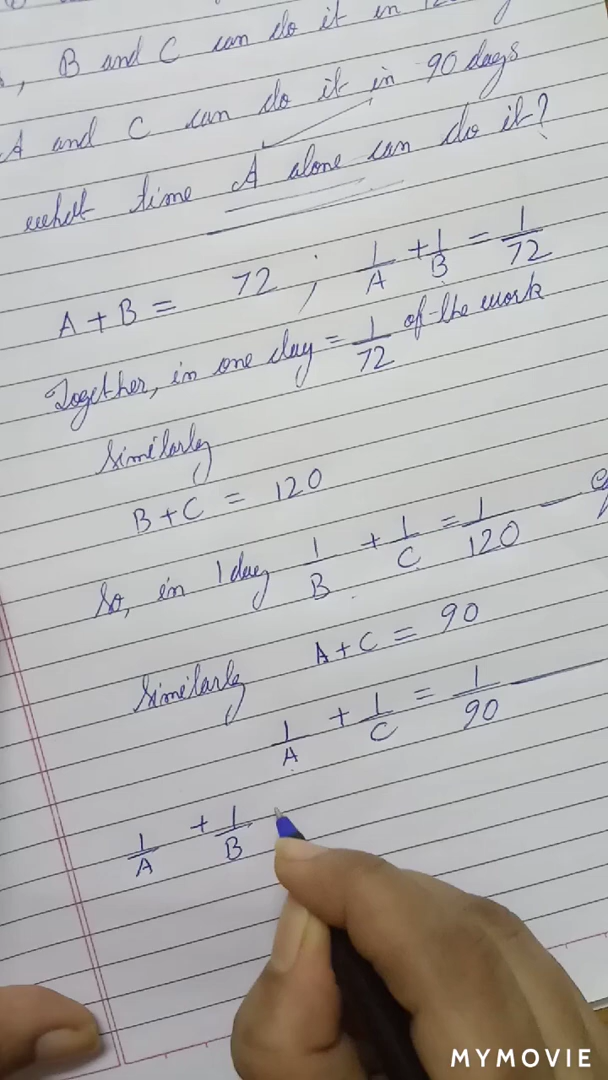 , B and C can do it in 12
A and C can do it in 90 days
what time A alone can do it?
A + B = 72 ; 1/A + 1/B = 1/72
Together, in one day = 1/72 of the work
Similarly
B + C = 120
So, in 1 day 1/B + 1/C = 1/120 —
Similarly A + C = 90
1/A + 1/C = 1/90 —
1/A + 1/B
MYMOVIE